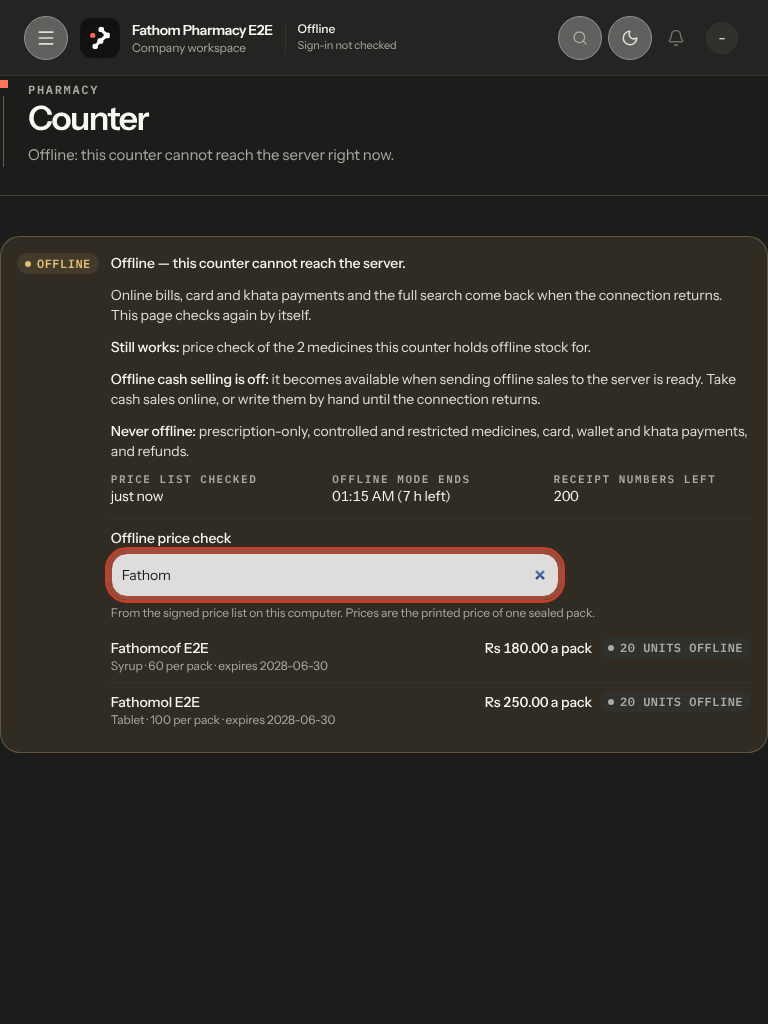 Fathom Pharmacy E2E
Company workspace
Offline
Sign-in not checked
-
PHARMACY
Counter
Offline: this counter cannot reach the server right now.
OFFLINE
Offline — this counter cannot reach the server.
Online bills, card and khata payments and the full search come back when the connection returns.
This page checks again by itself.
Still works: price check of the 2 medicines this counter holds offline stock for.
Offline cash selling is off: it becomes available when sending offline sales to the server is ready. Take
cash sales online, or write them by hand until the connection returns.
Never offline: prescription-only, controlled and restricted medicines, card, wallet and khata payments,
and refunds.
PRICE LIST CHECKED
just now
OFFLINE MODE ENDS
01:15 AM (7 h left)
RECEIPT NUMBERS LEFT
200
Offline price check
Fathom
From the signed price list on this computer. Prices are the printed price of one sealed pack.
Fathomcof E2E
Syrup · 60 per pack · expires 2028-06-30
Rs 180.00 a pack
20 UNITS OFFLINE
Fathomol E2E
Tablet · 100 per pack · expires 2028-06-30
Rs 250.00 a pack
20 UNITS OFFLINE